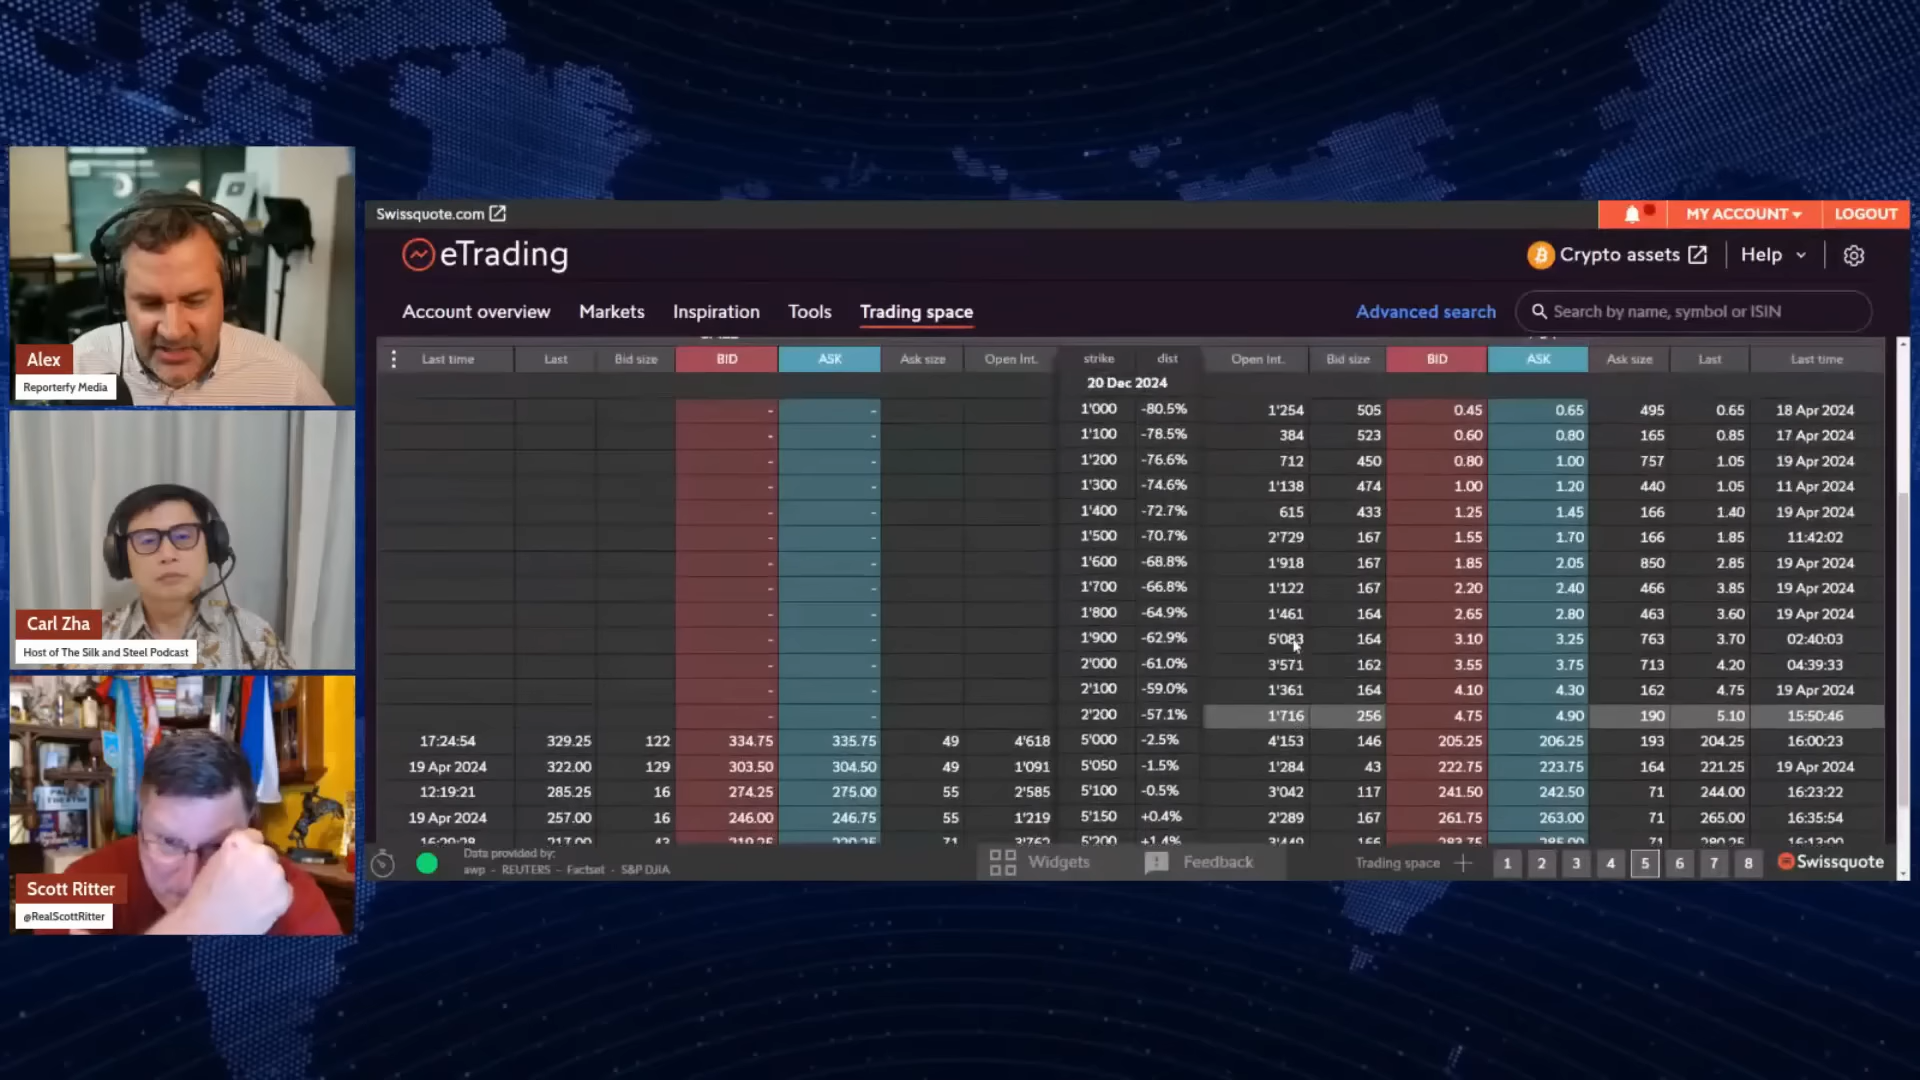 Swissquote.com
MY ACCOUNT
LOGOUT
eTrading
Crypto assets
Help
Account overview
Markets
Inspiration
Tools
Trading space
Advanced search
Search by name, symbol or ISIN
Last time Last Bid size BID ASK Ask size Open Int. strike dist Open Int. Bid size BID ASK Ask size Last Last time
20 Dec 2024
- - 1'000 -80.5% 1'254 505 0.45 0.65 495 0.65 18 Apr 2024
- - 1'100 -78.5% 384 523 0.60 0.80 165 0.85 17 Apr 2024
- - 1'200 -76.6% 712 450 0.80 1.00 757 1.05 19 Apr 2024
- - 1'300 -74.6% 1'138 474 1.00 1.20 440 1.05 11 Apr 2024
- - 1'400 -72.7% 615 433 1.25 1.45 166 1.40 19 Apr 2024
- - 1'500 -70.7% 2'729 167 1.55 1.70 166 1.85 11:42:02
- - 1'600 -68.8% 1'918 167 1.85 2.05 850 2.85 19 Apr 2024
- - 1'700 -66.8% 1'122 167 2.20 2.40 466 3.85 19 Apr 2024
- - 1'800 -64.9% 1'461 164 2.65 2.80 463 3.60 19 Apr 2024
- - 1'900 -62.9% 5'083 164 3.10 3.25 763 3.70 02:40:03
- - 2'000 -61.0% 3'571 162 3.55 3.75 713 4.20 04:39:33
- - 2'100 -59.0% 1'361 164 4.10 4.30 162 4.75 19 Apr 2024
- - 2'200 -57.1% 1'716 256 4.75 4.90 190 5.10 15:50:46
17:24:54 329.25 122 334.75 335.75 49 4'618 5'000 -2.5% 4'153 146 205.25 206.25 193 204.25 16:00:23
19 Apr 2024 322.00 129 303.50 304.50 49 1'091 5'050 -1.5% 1'284 43 222.75 223.75 164 221.25 19 Apr 2024
12:19:21 285.25 16 274.25 275.00 55 2'585 5'100 -0.5% 3'042 117 241.50 242.50 71 244.00 16:23:22
19 Apr 2024 257.00 16 246.00 246.75 55 1'219 5'150 +0.4% 2'289 167 261.75 263.00 71 265.00 16:35:54
5'200 +1.4%
Data provided by:
awp - REUTERS - Factset - S&P DJIA
Widgets
Feedback
Trading space
1 2 3 4 5 6 7 8
Swissquote
Alex
Reporterfy Media
Carl Zha
Host of The Silk and Steel Podcast
Scott Ritter
@RealScottRitter